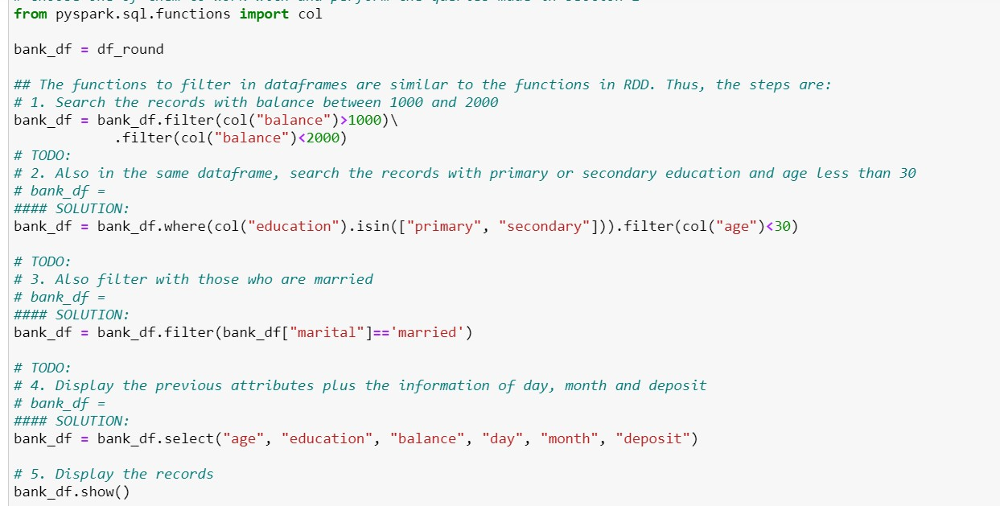 from pyspark.sql.functions import col
bank_df = df_round
## The functions to filter in dataframes are similar to the functions in RDD. Thus, the steps are:
# 1. Search the records with balance between 1000 and 2000
bank_df = bank_df.filter(col("balance")>1000)\
.filter(col("balance")<2000)
# TODO:
# 2. Also in the same dataframe, search the records with primary or secondary education and age less than 30
# bank_df =
#### SOLUTION:
bank_df = bank_df.where(col("education").isin(["primary", "secondary"])).filter(col("age")<30)
# TODO:
# 3. Also filter with those who are married
# bank_df =
#### SOLUTION:
bank_df = bank_df.filter(bank_df["marital"]=='married')
# TODO:
# 4. Display the previous attributes plus the information of day, month and deposit
# bank_df =
#### SOLUTION:
bank_df = bank_df.select("age", "education", "balance", "day", "month", "deposit")
# 5. Display the records
bank_df.show()